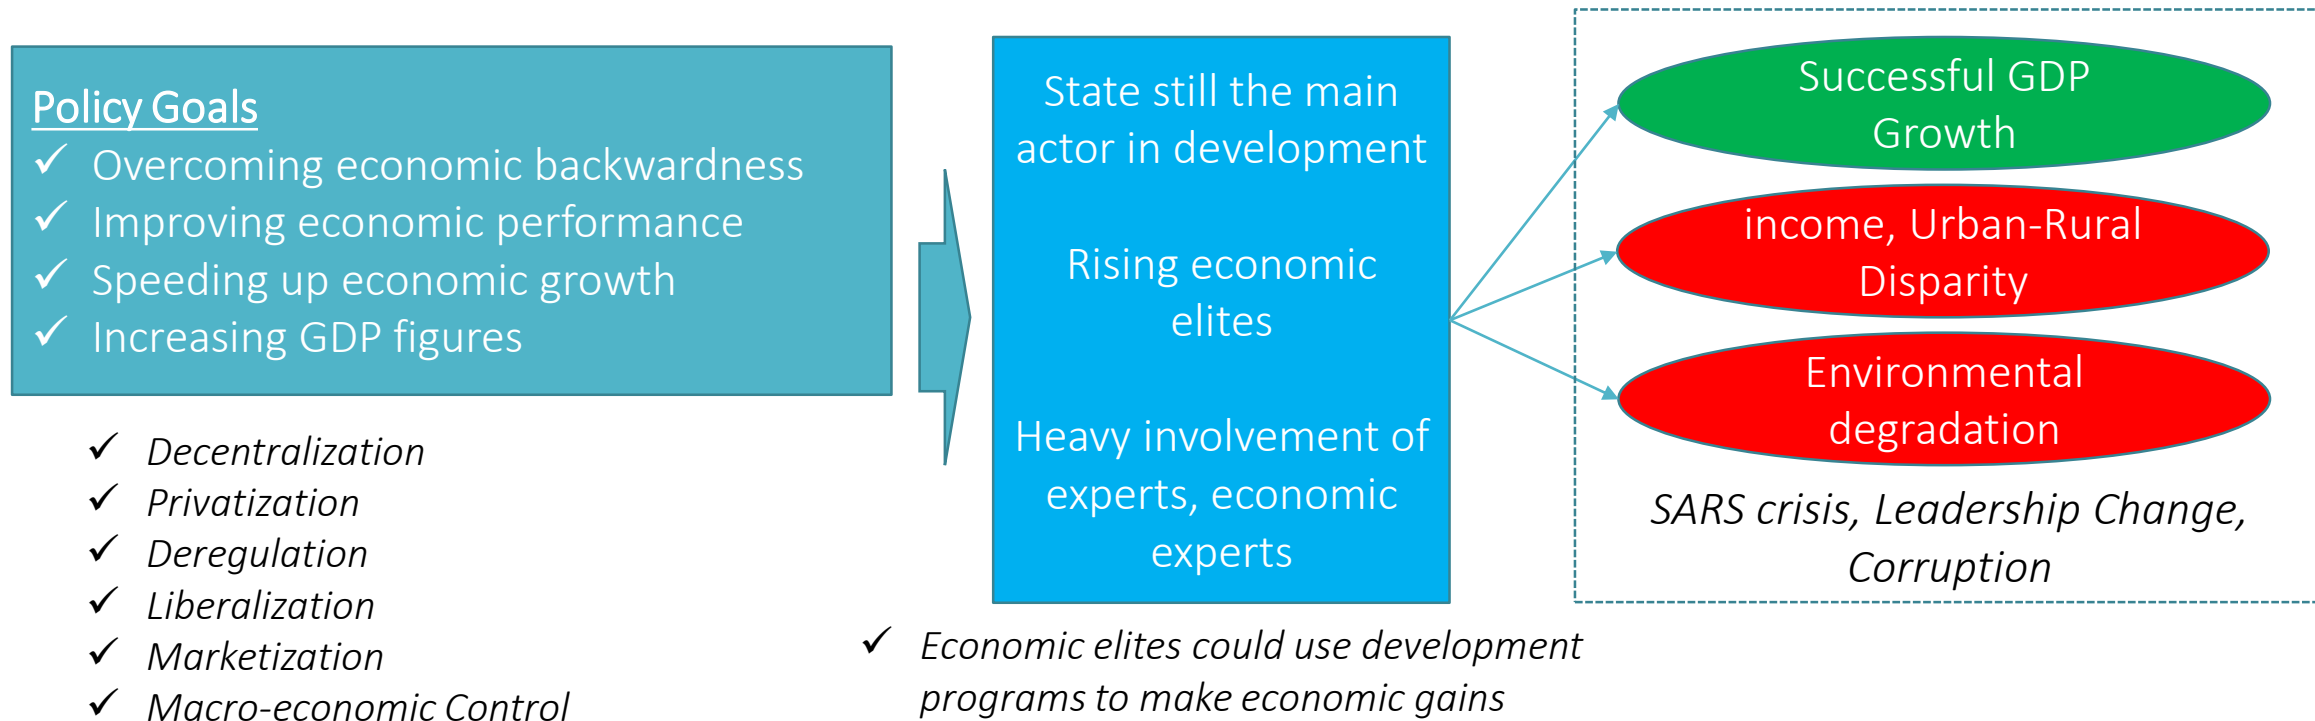 Policy Goals
✓ Overcoming economic backwardness
✓ Improving economic performance
✓ Speeding up economic growth
✓ Increasing GDP figures
✓ Decentralization
✓ Privatization
✓ Deregulation
✓ Liberalization
✓ Marketization
✓ Macro-economic Control
State still the main
actor in development
Rising economic
elites
Heavy involvement of
experts, economic
experts
✓ Economic elites could use development
programs to make economic gains
Successful GDP
Growth
income, Urban-Rural
Disparity
Environmental
degradation
SARS crisis, Leadership Change,
Corruption